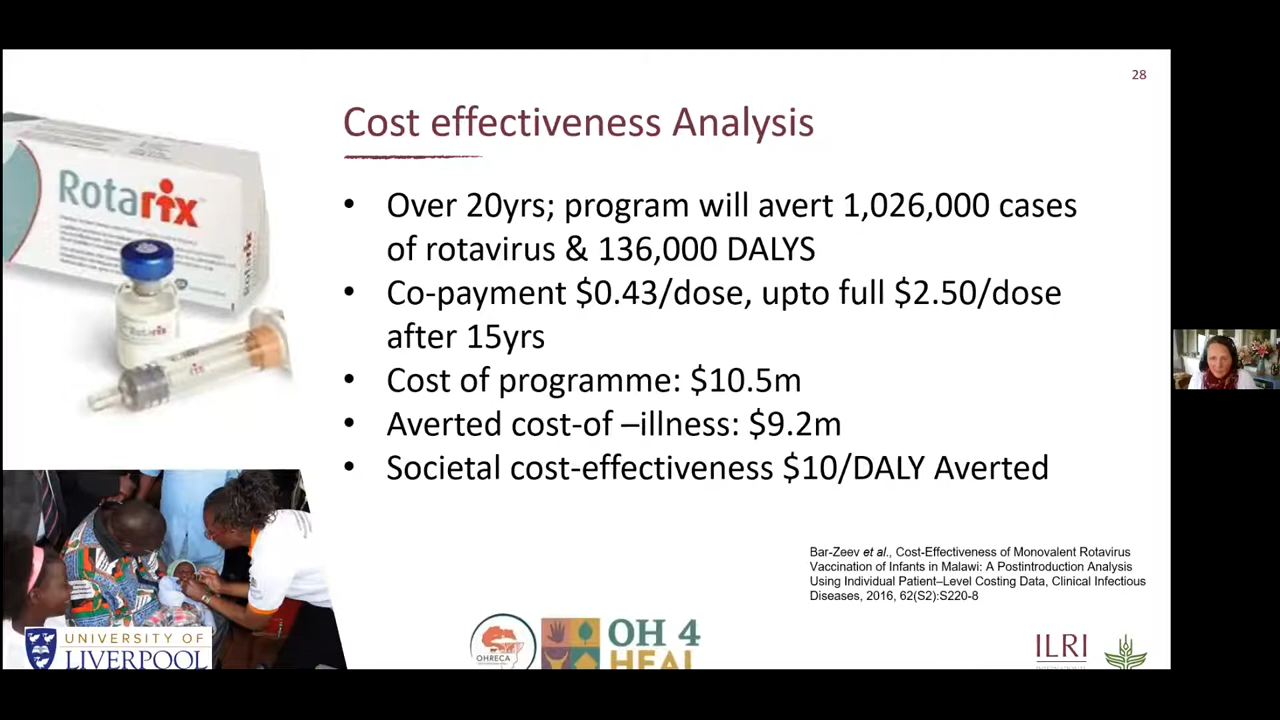 28
Cost effectiveness Analysis
• Over 20yrs; program will avert 1,026,000 cases
of rotavirus & 136,000 DALYS
• Co-payment $0.43/dose, upto full $2.50/dose
after 15yrs
• Cost of programme: $10.5m
• Averted cost-of –illness: $9.2m
• Societal cost-effectiveness $10/DALY Averted
Rotarix
Bar-Zeev et al., Cost-Effectiveness of Monovalent Rotavirus
Vaccination of Infants in Malawi: A Postintroduction Analysis
Using Individual Patient–Level Costing Data, Clinical Infectious
Diseases, 2016, 62(S2):S220-8
UNIVERSITY OF
LIVERPOOL
OHRECA
OH 4
HEAL
ILRI